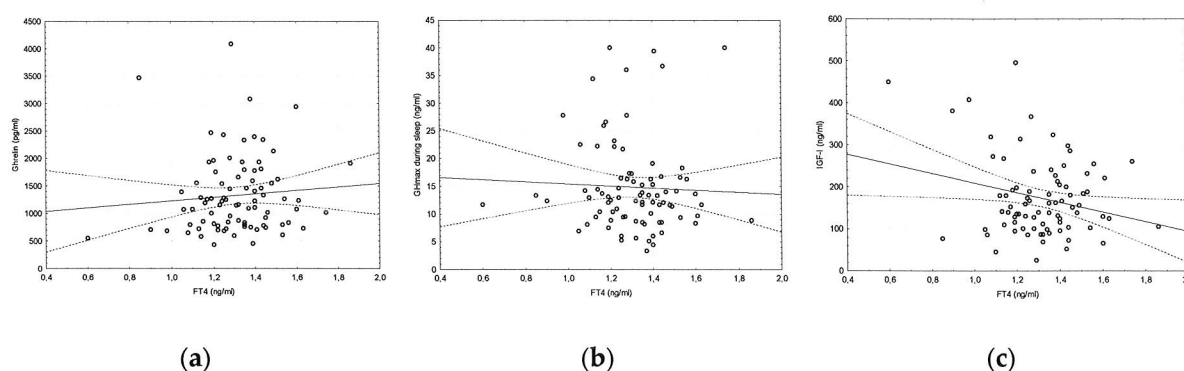 4500
4000
3500
3000
2500
2000
1500
1000
500
0
Ghrelin (pg/ml)
0,4 0,6 0,8 1,0 1,2 1,4 1,6 1,8 2,0
FT4 (ng/ml)
(a)
45
40
35
30
25
20
15
10
5
0
GHmax during sleep (ng/ml)
0,4 0,6 0,8 1,0 1,2 1,4 1,6 1,8 2,0
FT4 (ng/ml)
(b)
600
500
400
300
200
100
0
IGF-I (ng/ml)
0,4 0,6 0,8 1,0 1,2 1,4 1,6 1,8
FT4 (ng/ml)
(c)